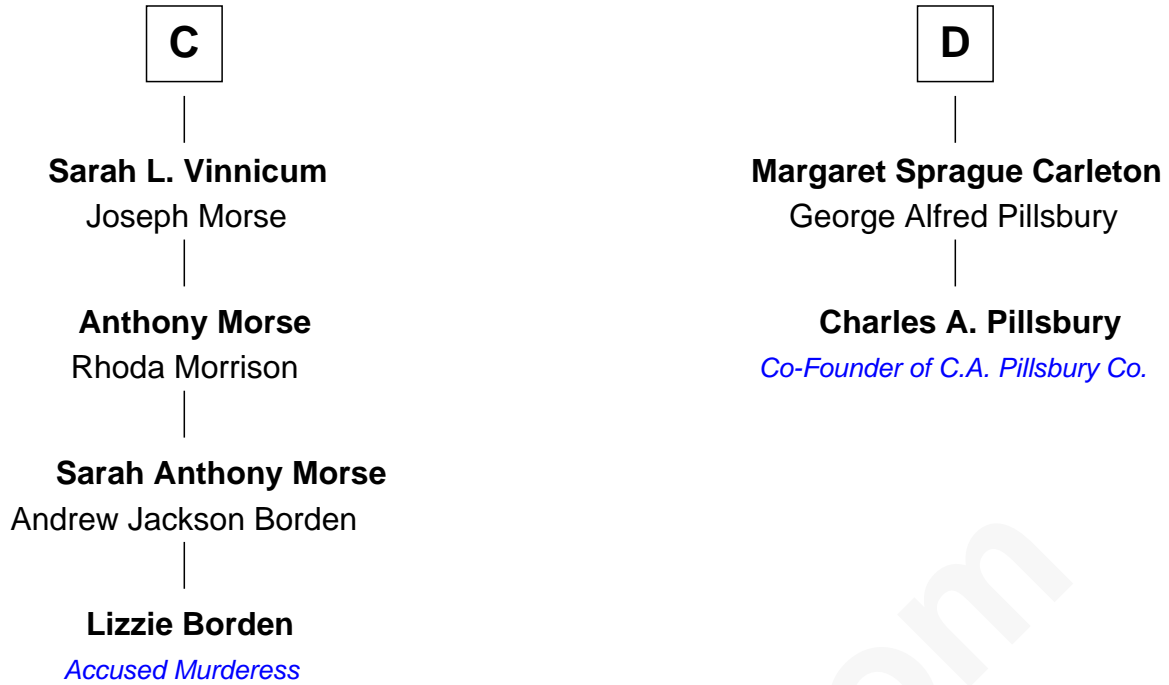 C
Sarah L. Vinnicum
Joseph Morse
Anthony Morse
Rhoda Morrison
Sarah Anthony Morse
Andrew Jackson Borden
Lizzie Borden
Accused Murderess
D
Margaret Sprague Carleton
George Alfred Pillsbury
Charles A. Pillsbury
Co-Founder of C.A. Pillsbury Co.
om